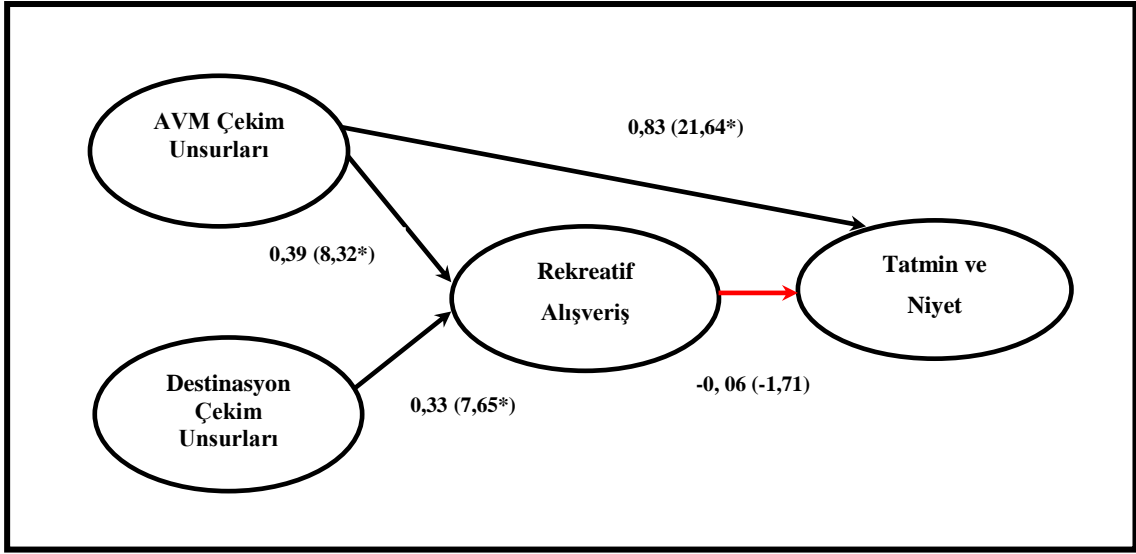 AVM Çekim
Unsurları
0,83 (21,64*)
0,39 (8,32*)
Rekreatif
Alışveriş
Tatmin ve
Niyet
Destinasyon
Çekim
Unsurları
0,33 (7,65*)
-0, 06 (-1,71)